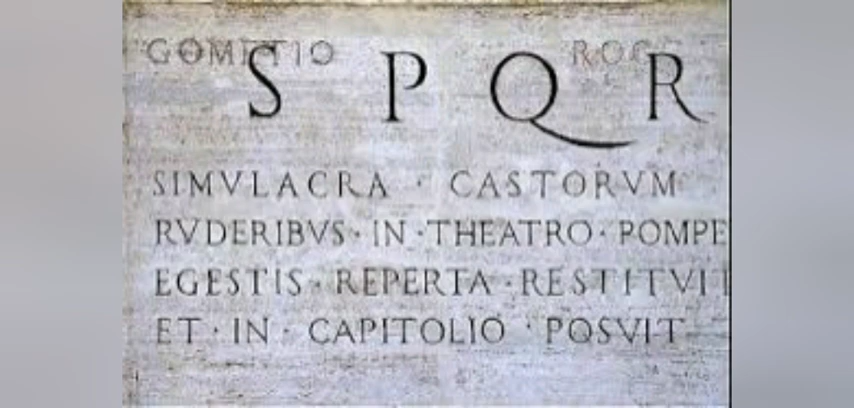 S P Q R
SIMVLACRA · CASTORVM
RVDERIBVS · IN · THEATRO · POMPE
EGESTIS · REPERTA · RESTITVIT
ET · IN · CAPITOLIO · POSVIT